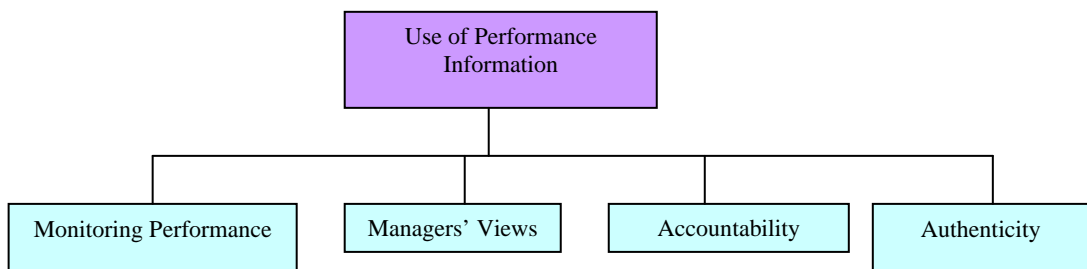 Use of Performance
Information
Monitoring Performance
Managers’ Views
Accountability
Authenticity